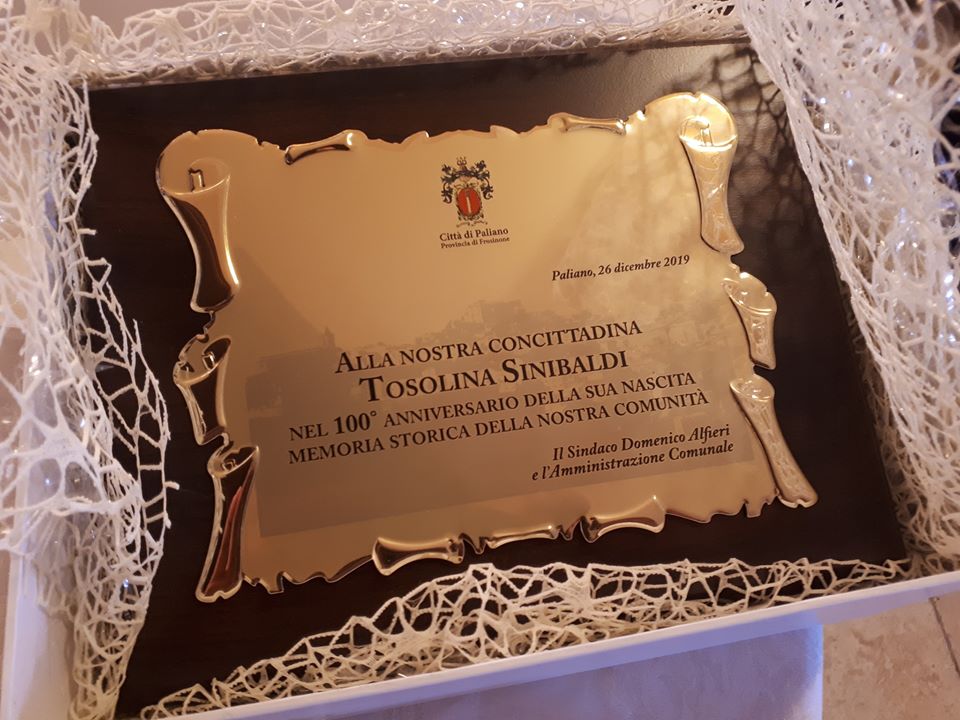 Città di Paliano
Provincia di Frosinone
Paliano, 26 dicembre 2019
ALLA NOSTRA CONCITTADINA
TOSOLINA SINIBALDI
NEL 100° ANNIVERSARIO DELLA SUA NASCITA
MEMORIA STORICA DELLA NOSTRA COMUNITÀ
Il Sindaco Domenico Alfieri
e l'Amministrazione Comunale